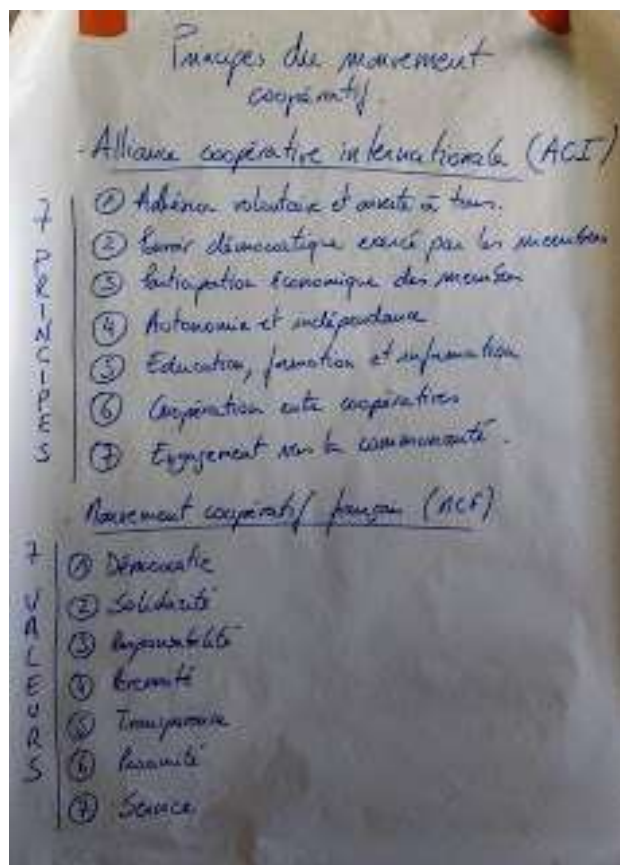 Principes du mouvement
coopératif.
Alliance coopérative internationale (ACI)
7 PRINCIPES
① Adhésion volontaire et ouverte à tous.
② Pouvoir démocratique exercé par les membres
③ Participation économique des membres
④ Autonomie et indépendance
⑤ Education, formation et information
⑥ Coopération entre coopératives
⑦ Engagement vers la communauté.
Mouvement coopératif français (MCF)
7 VALEURS
① Démocratie
② Solidarité
③ Responsabilité
④ Pérennité
⑤ Transparence
⑥ Proximité
⑦ Service